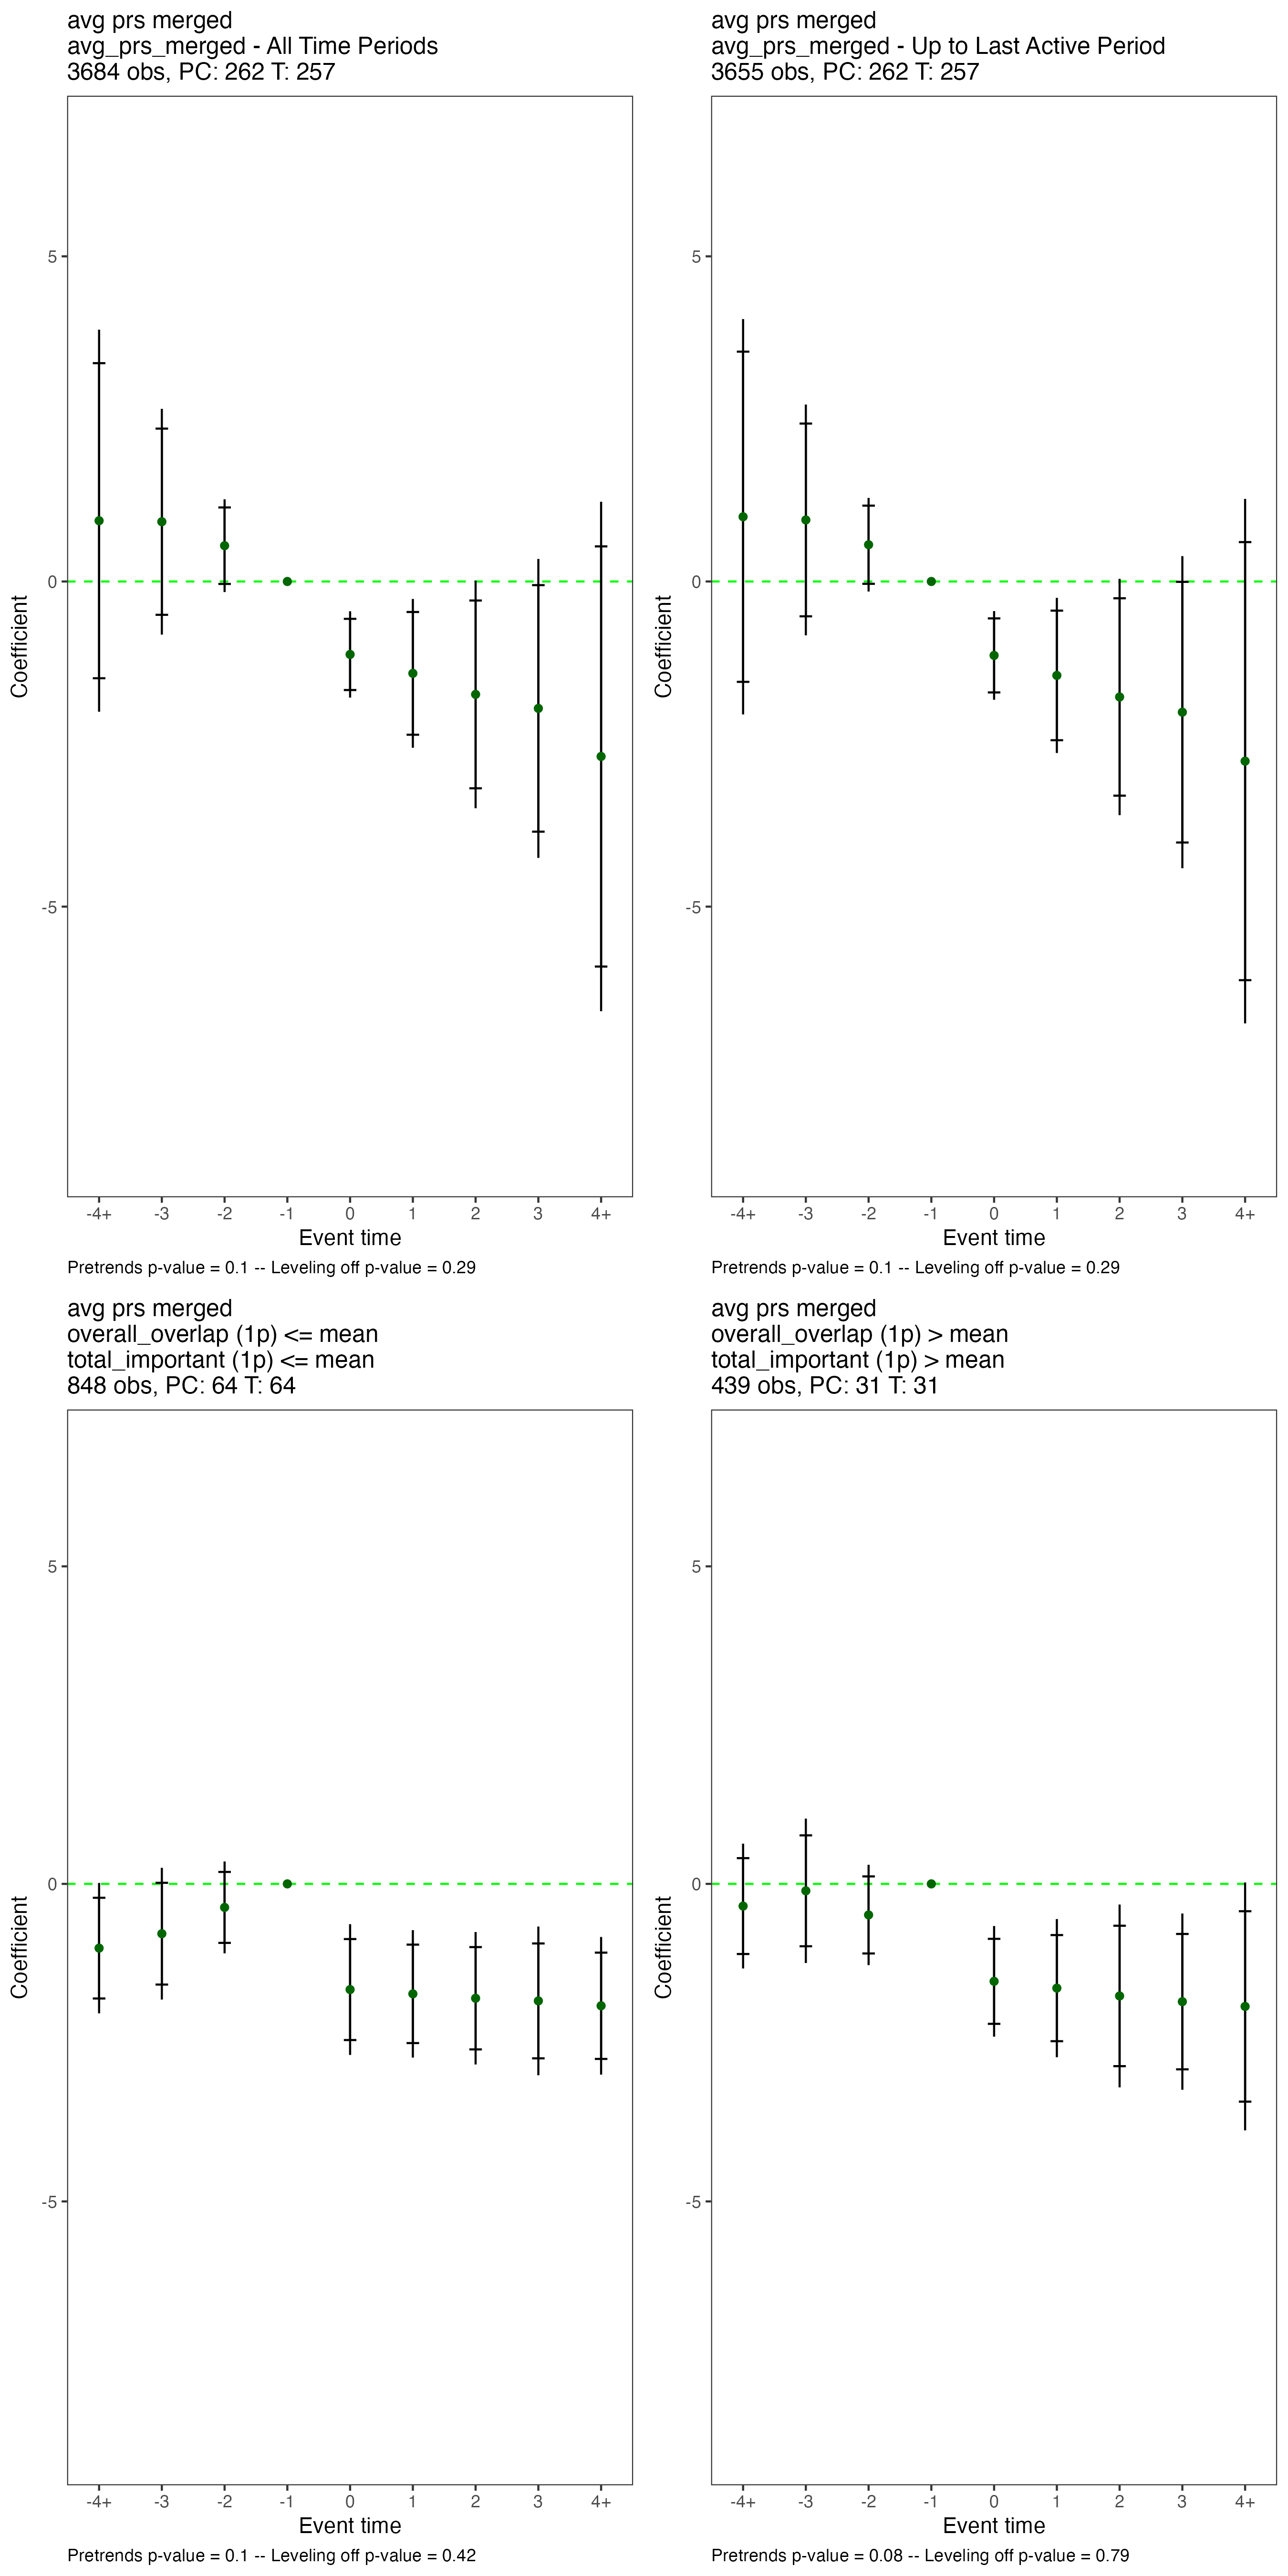 avg prs merged
avg_prs_merged - All Time Periods
3684 obs, PC: 262 T: 257
5
0
-5
Coefficient
-4+ -3 -2 -1 0 1 2 3 4+
Event time
Pretrends p-value = 0.1 -- Leveling off p-value = 0.29
avg prs merged
avg_prs_merged - Up to Last Active Period
3655 obs, PC: 262 T: 257
5
0
-5
Coefficient
-4+ -3 -2 -1 0 1 2 3 4+
Event time
Pretrends p-value = 0.1 -- Leveling off p-value = 0.29
avg prs merged
overall_overlap (1p) <= mean
total_important (1p) <= mean
848 obs, PC: 64 T: 64
5
0
-5
Coefficient
-4+ -3 -2 -1 0 1 2 3 4+
Event time
Pretrends p-value = 0.1 -- Leveling off p-value = 0.42
avg prs merged
overall_overlap (1p) > mean
total_important (1p) > mean
439 obs, PC: 31 T: 31
5
0
-5
Coefficient
-4+ -3 -2 -1 0 1 2 3 4+
Event time
Pretrends p-value = 0.08 -- Leveling off p-value = 0.79